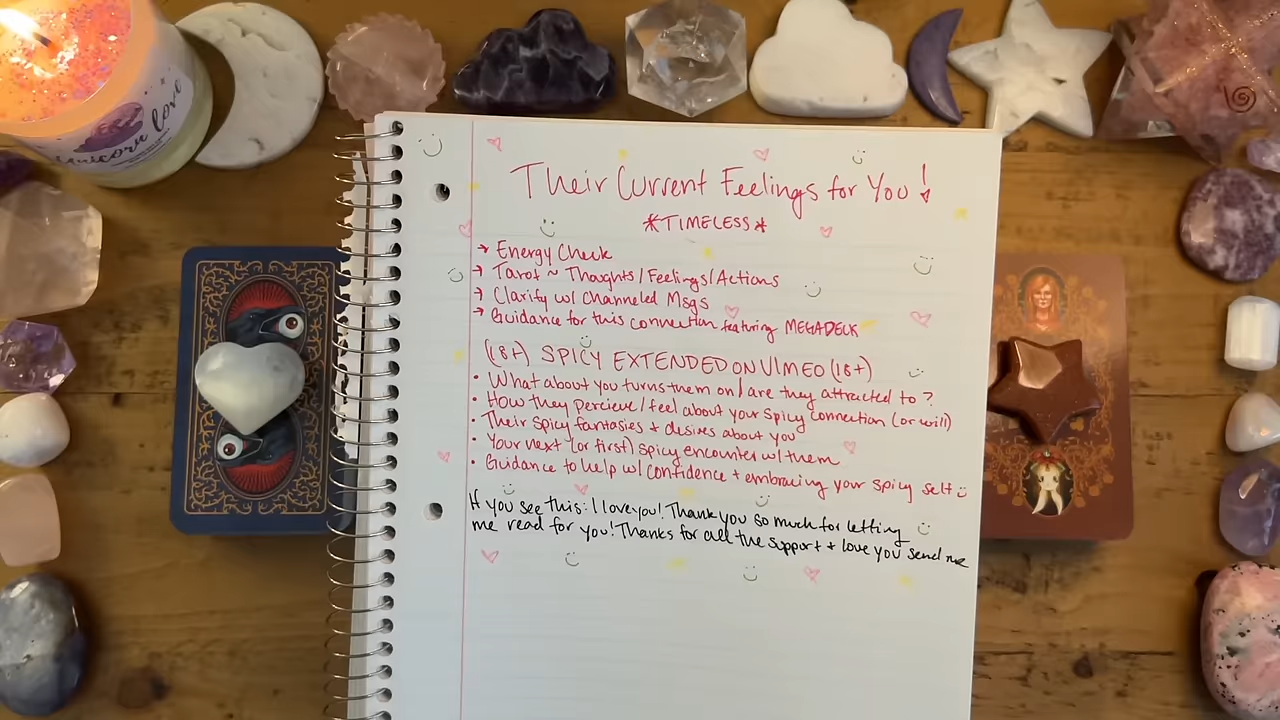 unicorn love
Their Current Feelings for You!
*TIMELESS*
→ Energy Check
→ Tarot ~ Thoughts/Feelings/Actions
→ Clarify w/ Channeled Msgs
→ Guidance for this connection featuring MEGADECK
(18+) SPICY EXTENDED ON VIMEO (18+)
• What about you turns them on/are they attracted to?
• How they percieve/feel about your spicy connection (or will)
• Their spicy fantasies + desires about you
• Your next (or first) spicy encounter w/ them
• Guidance to help w/ confidence + embracing your spicy self :)
If you see this: I love you! Thank you so much for letting
me read for you! Thanks for all the support + love you send me